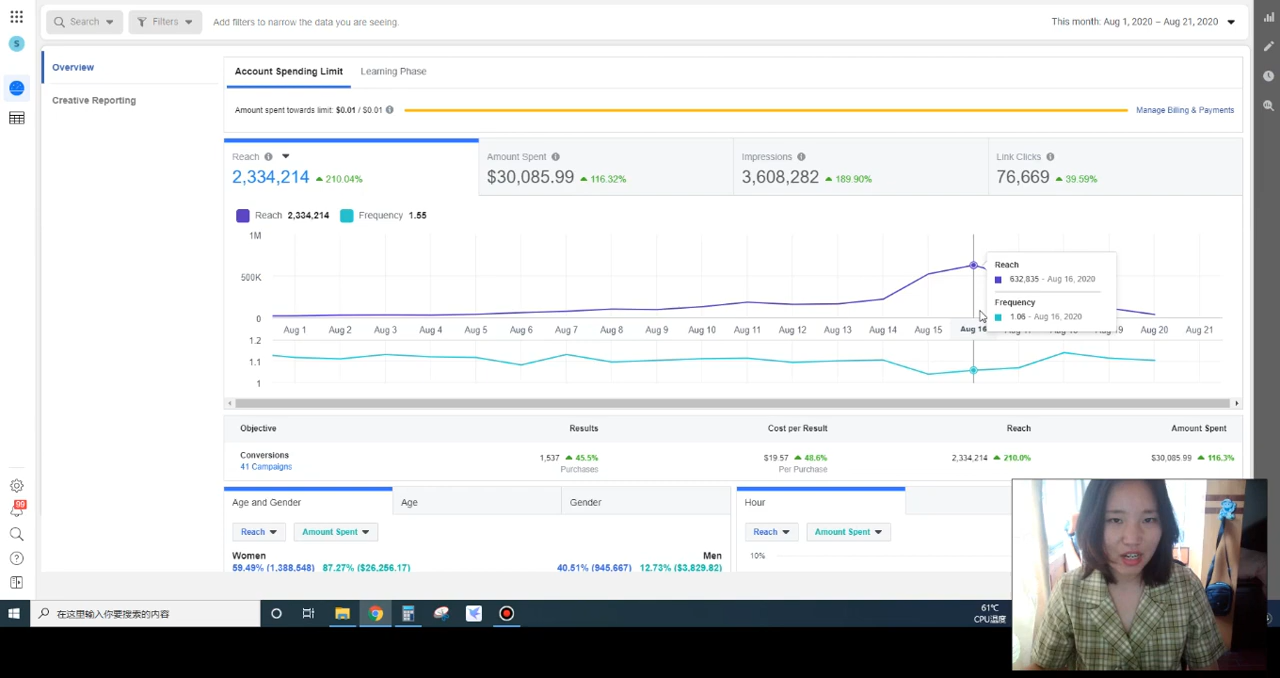 Search Filters Add filters to narrow the data you are seeing. This month: Aug 1, 2020 – Aug 21, 2020
S
Overview
Creative Reporting
Account Spending Limit Learning Phase
Amount spent towards limit: $0.01 / $0.01 Manage Billing & Payments
Reach Amount Spent Impressions Link Clicks
2,334,214 210.04% $30,085.99 116.32% 3,608,282 189.90% 76,669 39.59%
Reach 2,334,214 Frequency 1.55
1M
500K
0
Reach
632,835 - Aug 16, 2020
Frequency
1.06 - Aug 16, 2020
Aug 1 Aug 2 Aug 3 Aug 4 Aug 5 Aug 6 Aug 7 Aug 8 Aug 9 Aug 10 Aug 11 Aug 12 Aug 13 Aug 14 Aug 15 Aug 16 Aug 20 Aug 21
1.2
1.1
1
Objective Results Cost per Result Reach Amount Spent
Conversions 1,537 45.5% $19.57 48.6% 2,334,214 210.0% $30,085.99 116.3%
41 Campaigns Purchases Per Purchase
Age and Gender Age Gender Hour
Reach Amount Spent Reach Amount Spent
Women Men 10%
59.49% (1,388,548) 87.27% ($26,256.17) 40.51% (945,667) 12.73% ($3,829.82)
99
在这里输入你要搜索的内容
61℃
CPU温度